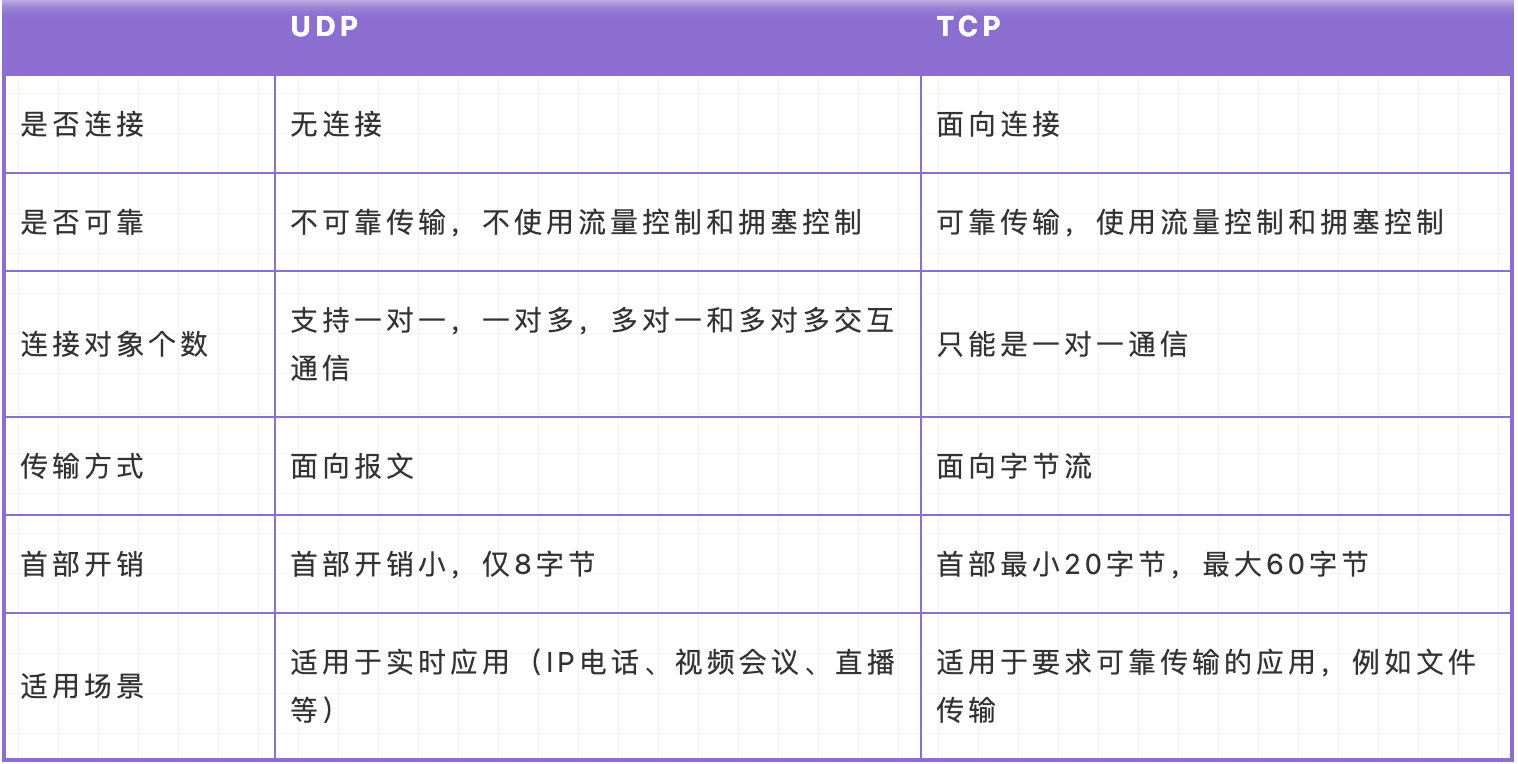 UDP TCP
是否连接 无连接 面向连接
是否可靠 不可靠传输，不使用流量控制和拥塞控制 可靠传输，使用流量控制和拥塞控制
连接对象个数 支持一对一，一对多，多对一和多对多交互
通信 只能是一对一通信
传输方式 面向报文 面向字节流
首部开销 首部开销小，仅8字节 首部最小20字节，最大60字节
适用场景 适用于实时应用（IP电话、视频会议、直播
等） 适用于要求可靠传输的应用，例如文件
传输